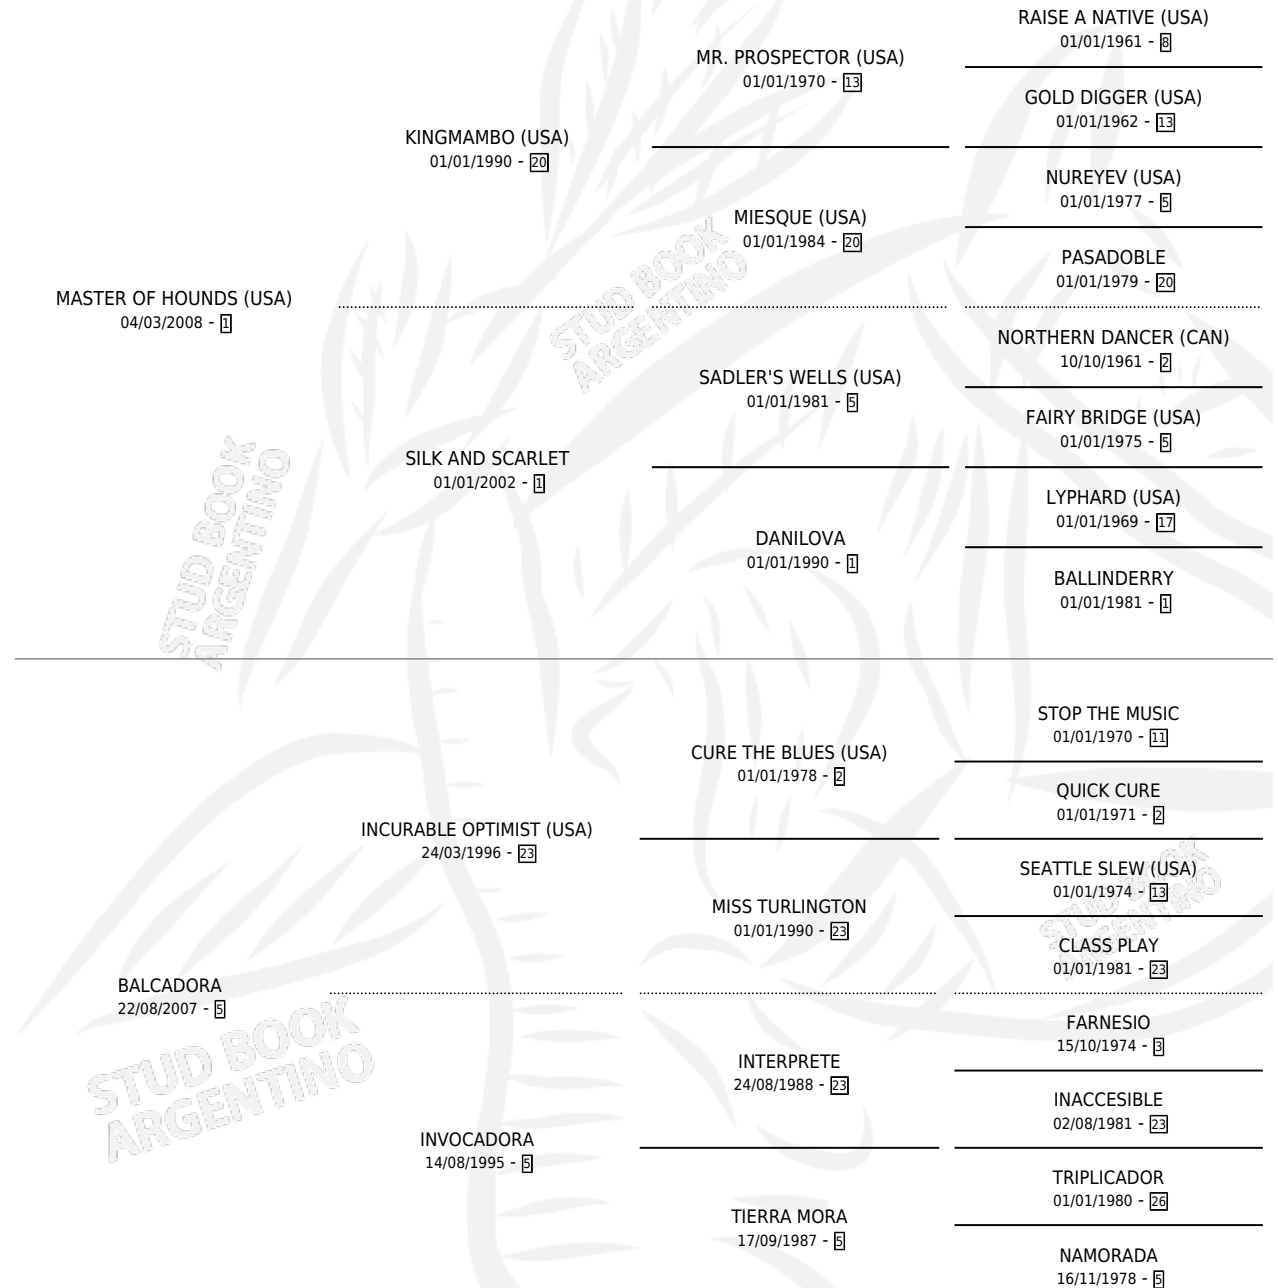 RAISE A NATIVE (USA)
01/01/1961 - 8
MR. PROSPECTOR (USA)
01/01/1970 - 13
GOLD DIGGER (USA)
01/01/1962 - 13
KINGMAMBO (USA)
01/01/1990 - 20
NUREYEV (USA)
01/01/1977 - 5
MIESQUE (USA)
01/01/1984 - 20
PASADOBLE
01/01/1979 - 20
MASTER OF HOUNDS (USA)
04/03/2008 - 1
STUD BOOK
ARGENTINO
NORTHERN DANCER (CAN)
10/10/1961 - 2
SADLER'S WELLS (USA)
01/01/1981 - 5
FAIRY BRIDGE (USA)
01/01/1975 - 5
SILK AND SCARLET
01/01/2002 - 1
LYPHARD (USA)
01/01/1969 - 17
DANILOVA
01/01/1990 - 1
BALLINDERRY
01/01/1981 - 1
STUD BOOK
ARGENTINO
STOP THE MUSIC
01/01/1970 - 11
CURE THE BLUES (USA)
01/01/1978 - 2
QUICK CURE
01/01/1971 - 2
INCURABLE OPTIMIST (USA)
24/03/1996 - 23
SEATTLE SLEW (USA)
01/01/1974 - 13
MISS TURLINGTON
01/01/1990 - 23
STUD BOOK
ARGENTINO
CLASS PLAY
01/01/1981 - 23
BALCADORA
22/08/2007 - 5
STUD BOOK
ARGENTINO
FARNESIO
15/10/1974 - 3
INTERPRETE
24/08/1988 - 23
INACCESIBLE
02/08/1981 - 23
INVOCADORA
14/08/1995 - 5
TRIPLICADOR
01/01/1980 - 26
TIERRA MORA
17/09/1987 - 5
NAMORADA
16/11/1978 - 5